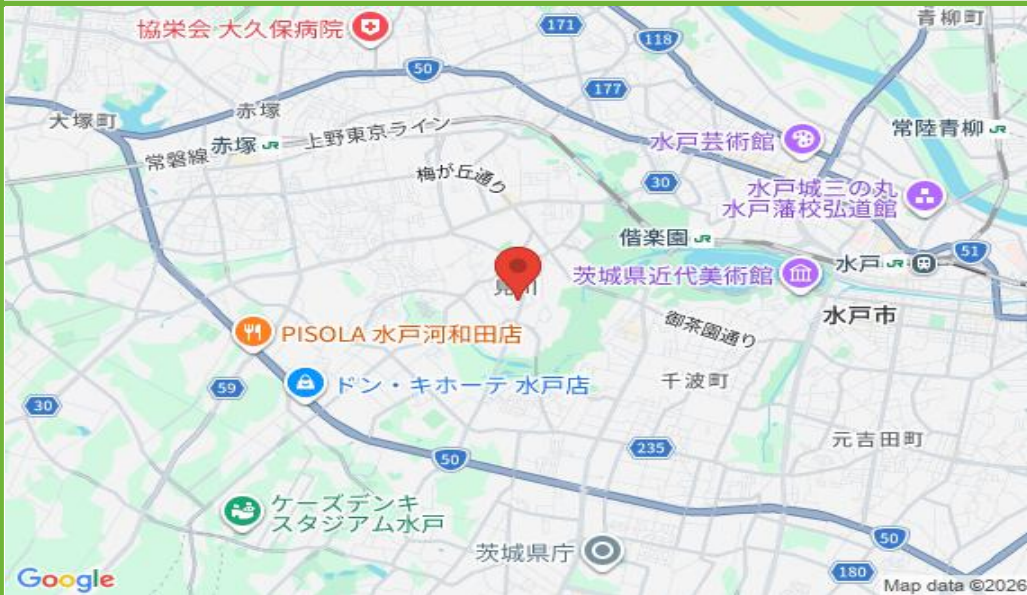 青柳町
協栄会 大久保病院
171
118
50
177
大塚町
赤塚
赤塚 JR
上野東京ライン
常磐線
水戸芸術館
常陸青柳 JR
梅が丘通り
30
水戸城三の丸
水戸藩校弘道館
偕楽園 JR
51
水戸 JR
茨城県近代美術館
水戸市
御茶園通り
PISOLA 水戸河和田店
59
ドン・キホーテ 水戸店
千波町
30
元吉田町
235
50
ケーズデンキ
スタジアム水戸
50
茨城県庁
180
Google
Map data ©2026